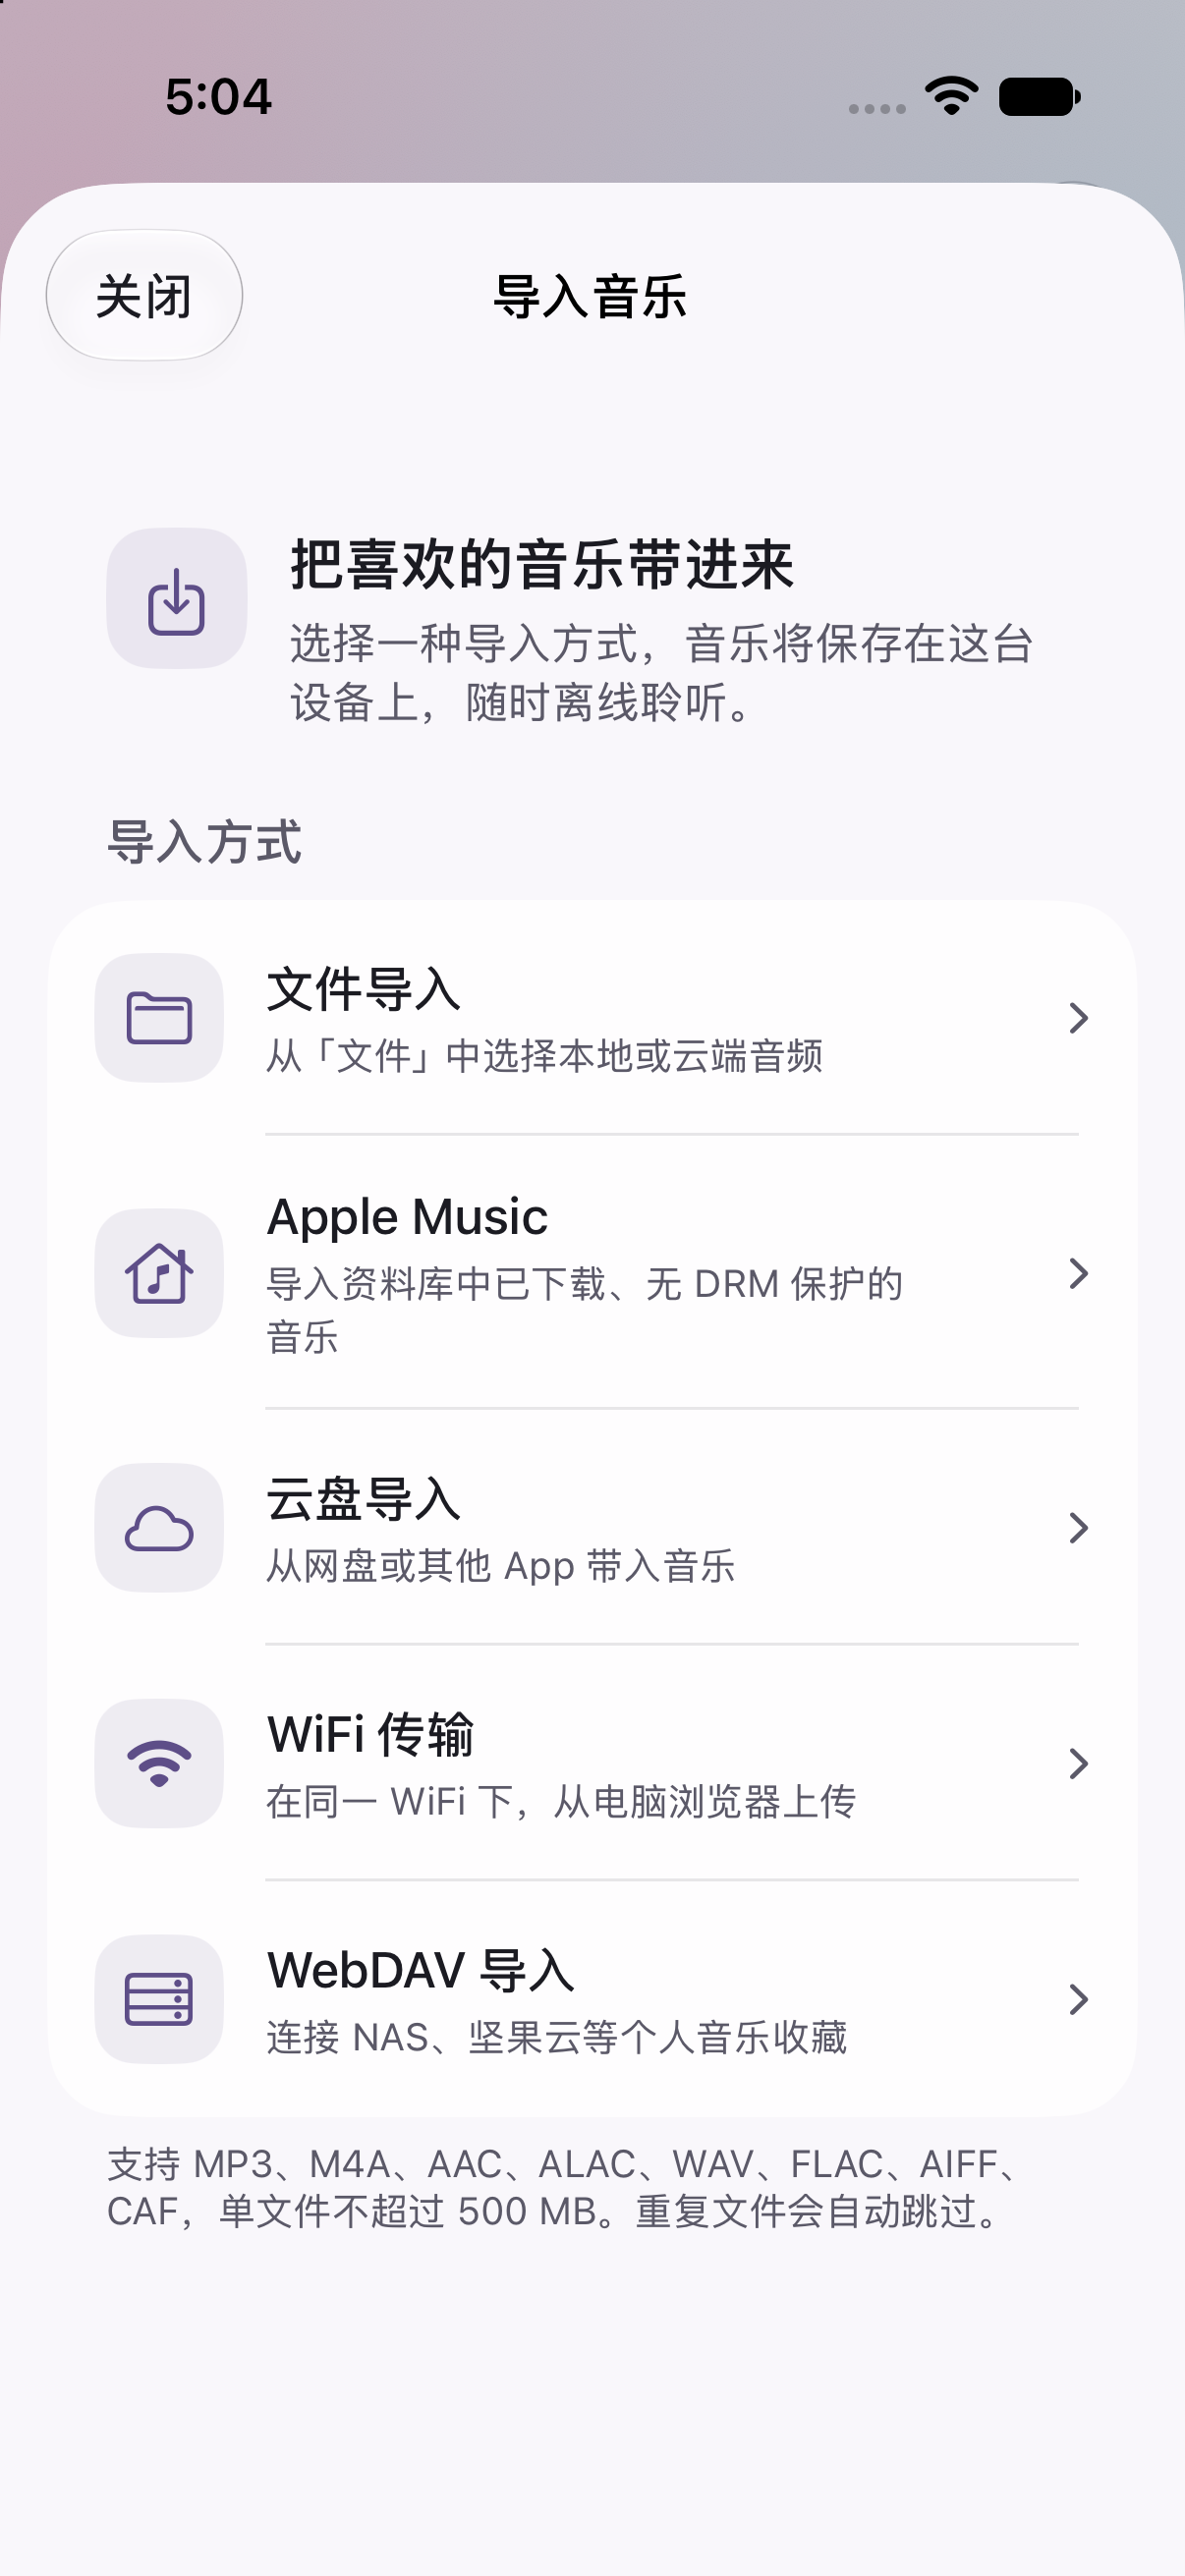 5:04
关闭
导入音乐
把喜欢的音乐带进来
选择一种导入方式，音乐将保存在这台
设备上，随时离线聆听。
导入方式
文件导入
从「文件」中选择本地或云端音频
Apple Music
导入资料库中已下载、无 DRM 保护的
音乐
云盘导入
从网盘或其他 App 带入音乐
WiFi 传输
在同一 WiFi 下，从电脑浏览器上传
WebDAV 导入
连接 NAS、坚果云等个人音乐收藏
支持 MP3、M4A、AAC、ALAC、WAV、FLAC、AIFF、
CAF，单文件不超过 500 MB。重复文件会自动跳过。